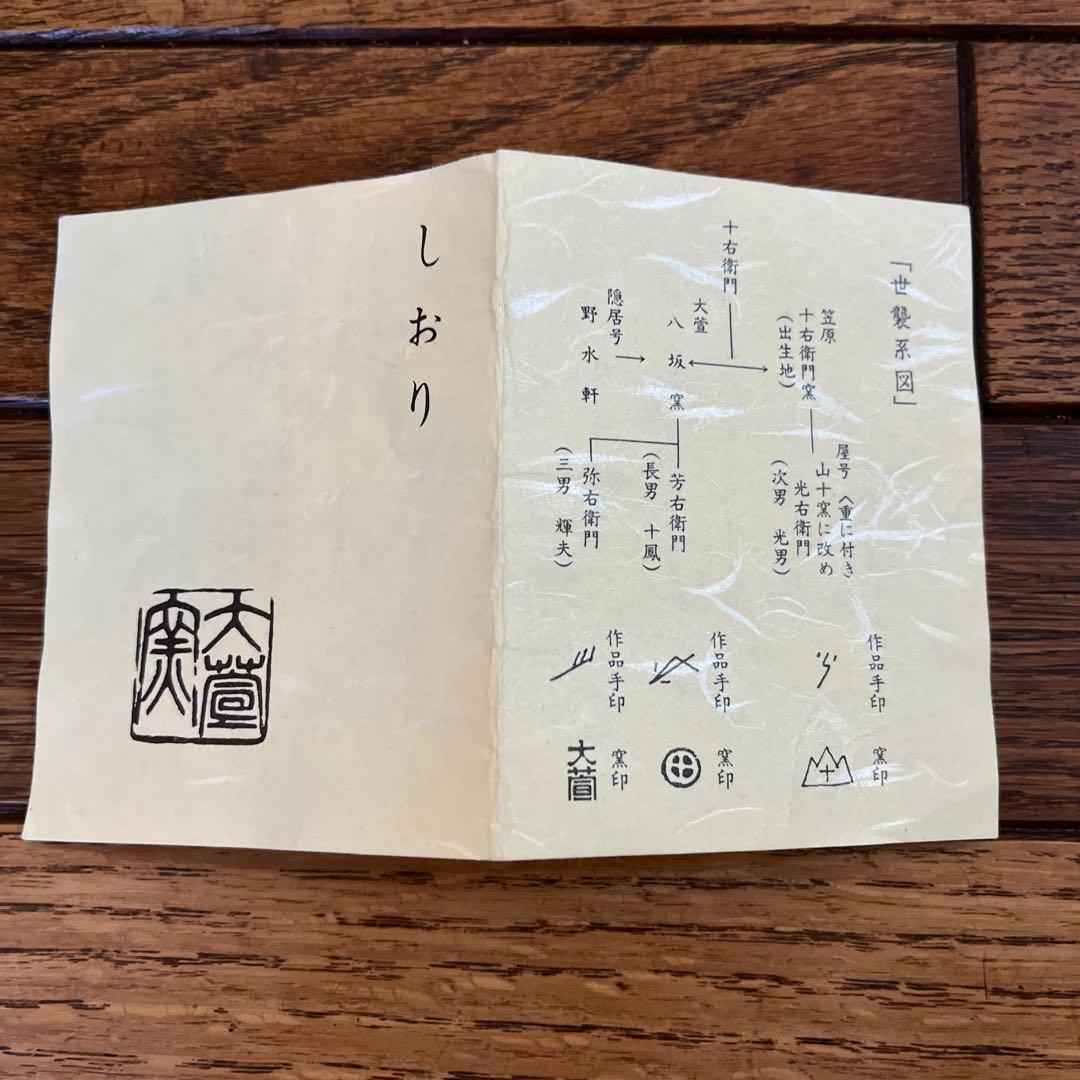 「世襲系図」
笠原
十右衛門窯
(出生地)
屋号 〈重に付き
山十窯に改め
光右衛門
(次男 光男)
十右衛門
大萱
八坂窯
芳右衛門
(長男 十鳳)
隠居号
野水軒
弥右衛門
(三男 輝夫)
作品手印
窯印
作品手印
窯印
作品手印
窯印
大萱
しおり
大萱窯